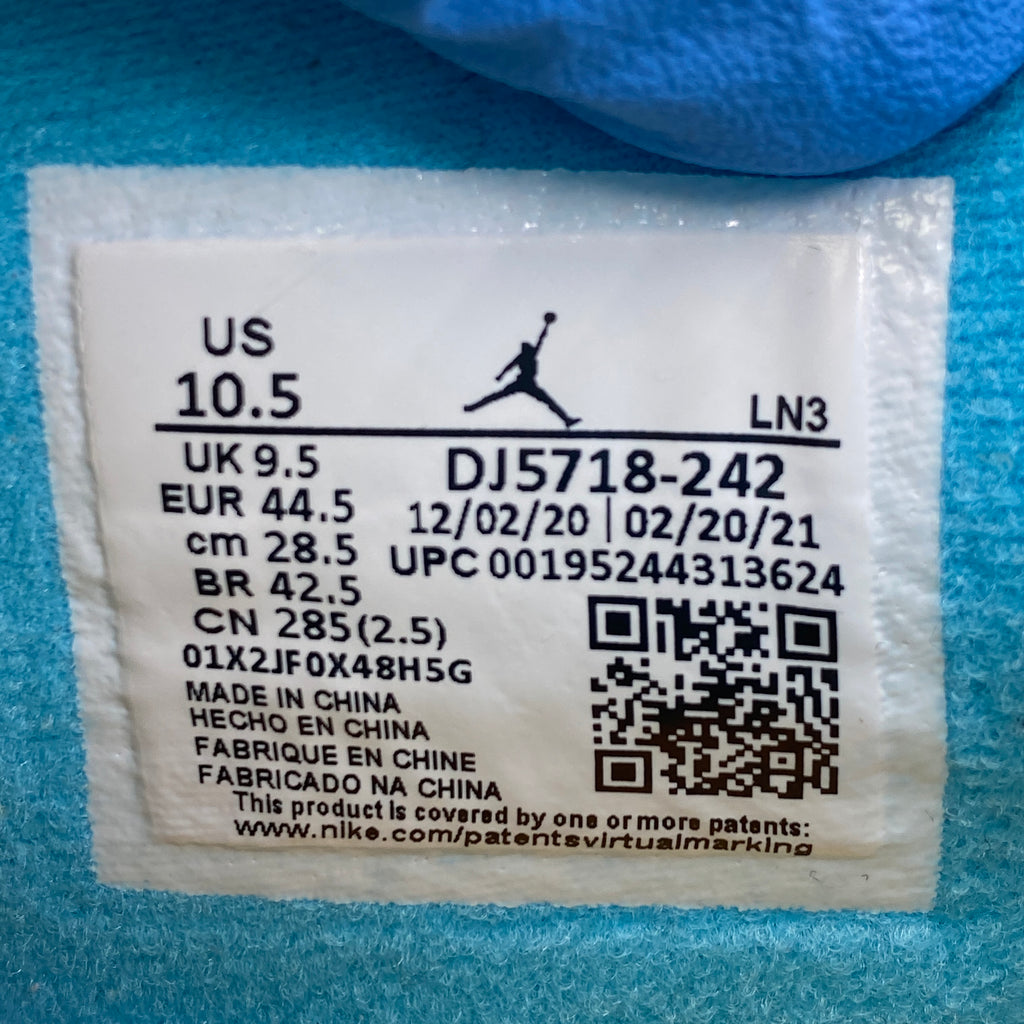 US
10.5
LN3
UK 9.5
EUR 44.5
cm 28.5
BR 42.5
CN 285(2.5)
DJ5718-242
12/02/20 | 02/20/21
UPC 00195244313624
01X2JF0X48H5G
MADE IN CHINA
HECHO EN CHINA
FABRIQUE EN CHINE
FABRICADO NA CHINA
This product is covered by one or more patents:
www.nike.com/patentsvirtualmarking